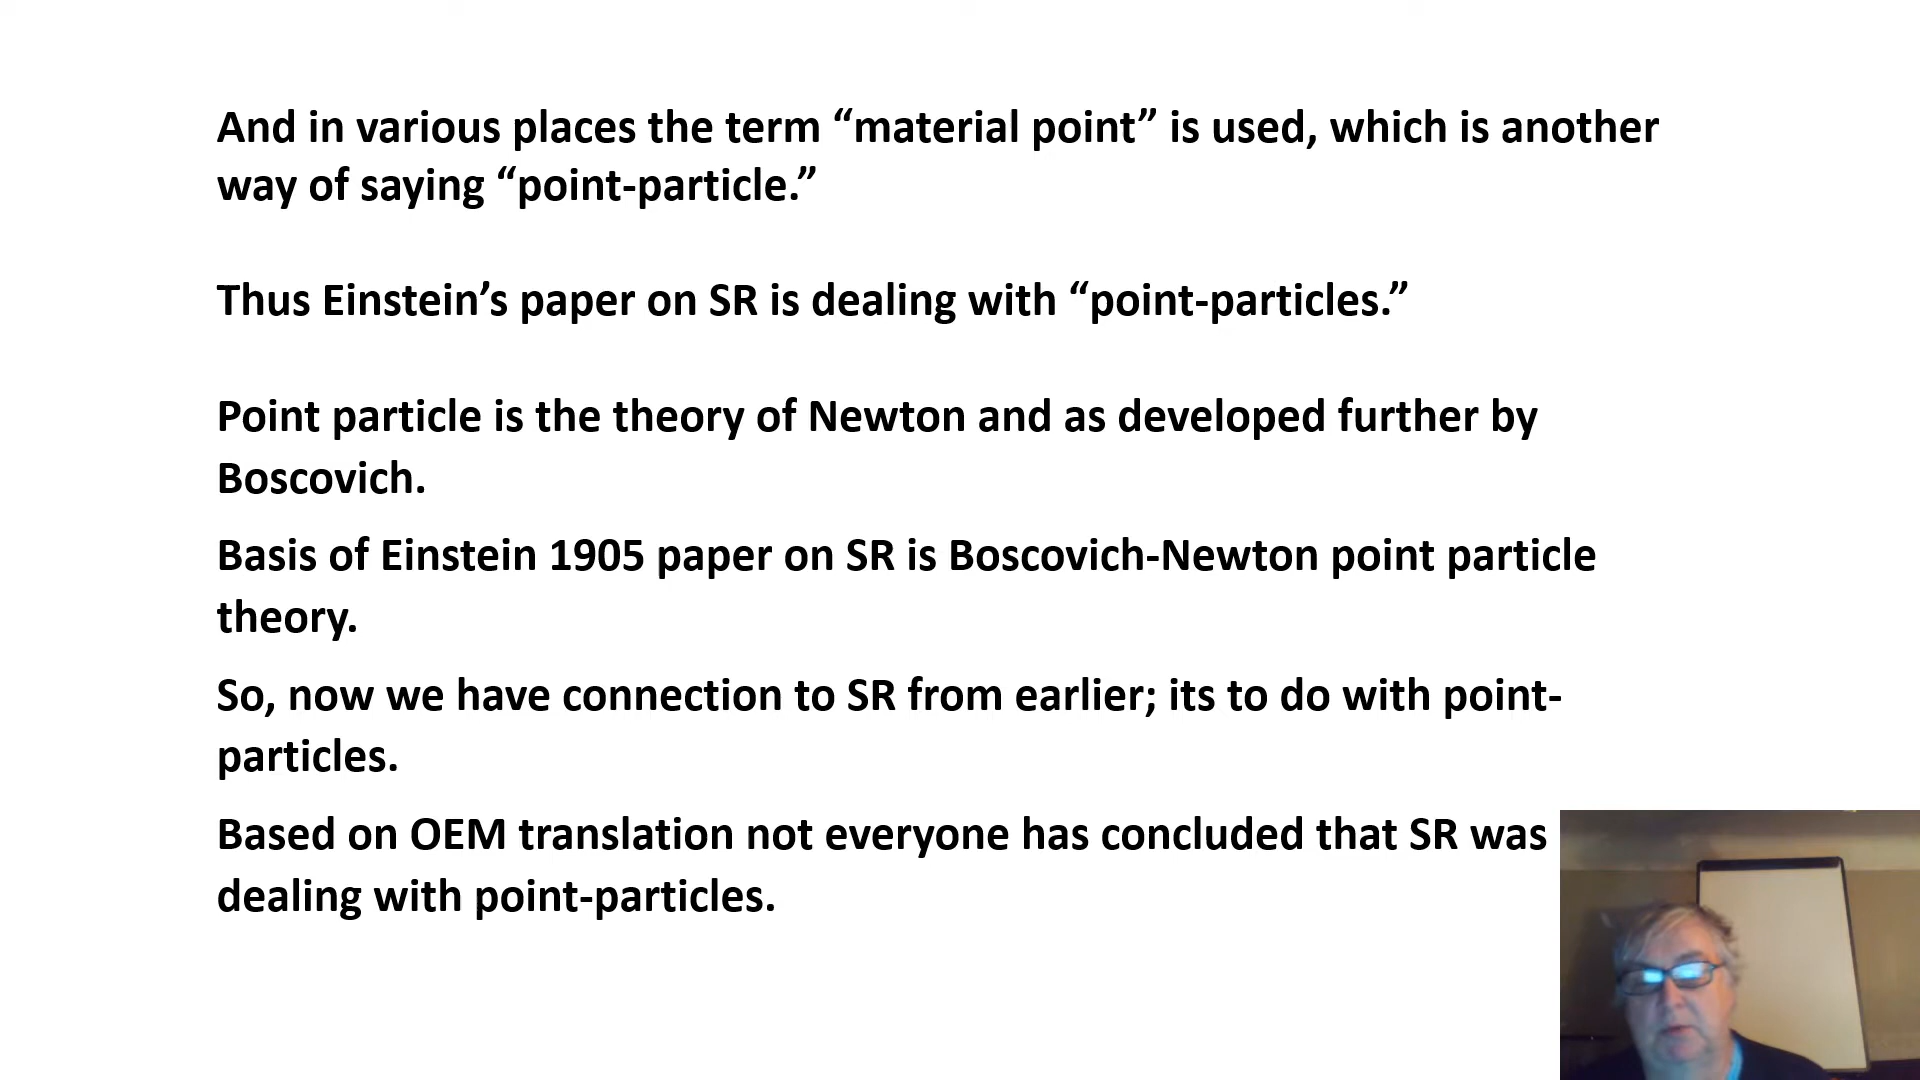 And in various places the term “material point” is used, which is another
way of saying “point-particle.”
Thus Einstein’s paper on SR is dealing with “point-particles.”
Point particle is the theory of Newton and as developed further by
Boscovich.
Basis of Einstein 1905 paper on SR is Boscovich-Newton point particle
theory.
So, now we have connection to SR from earlier; its to do with point-
particles.
Based on OEM translation not everyone has concluded that SR was
dealing with point-particles.